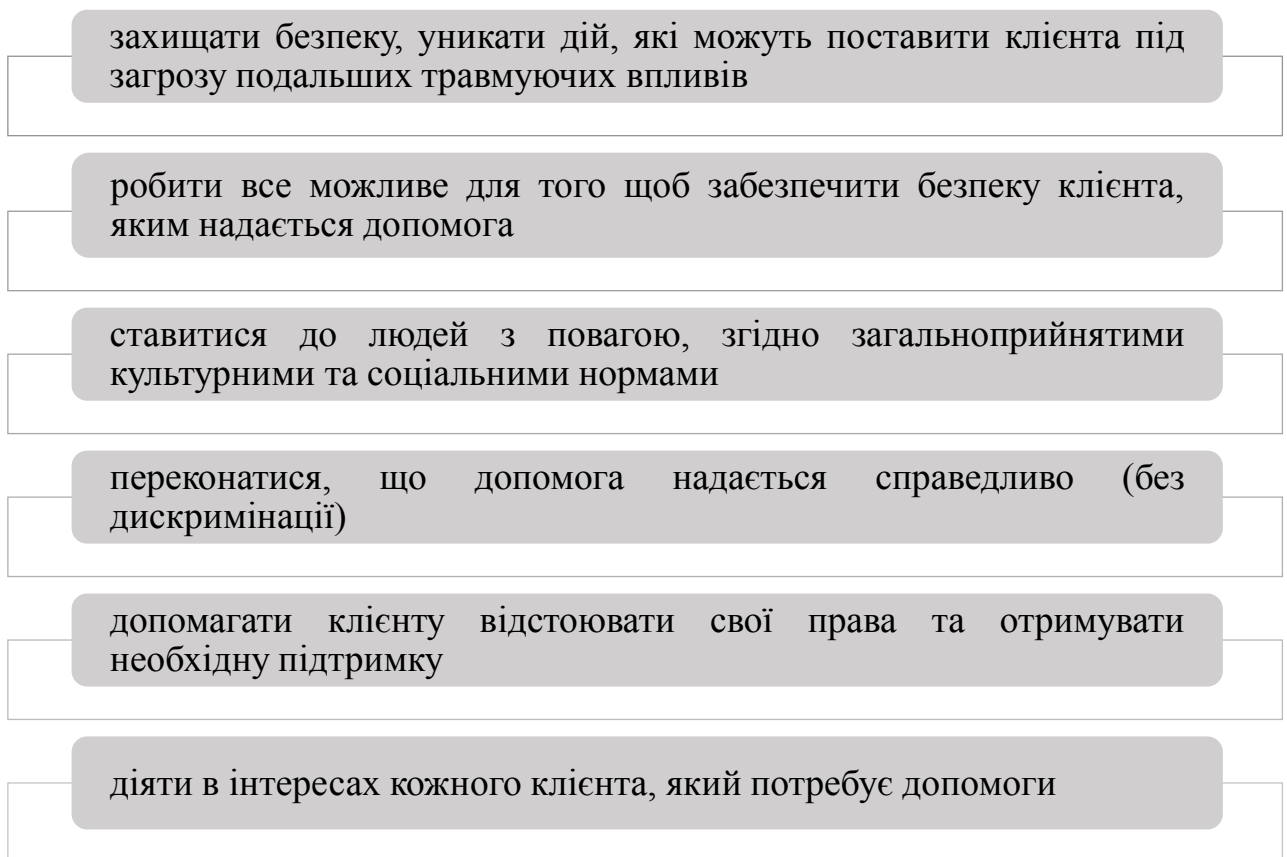 захищати безпеку, уникати дій, які можуть поставити клієнта під
загрозу подальших травмуючих впливів
робити все можливе для того щоб забезпечити безпеку клієнта,
яким надається допомога
ставитися до людей з повагою, згідно загальноприйнятими
культурними та соціальними нормами
переконатися, що допомога надається справедливо (без
дискримінації)
допомагати клієнту відстоювати свої права та отримувати
необхідну підтримку
діяти в інтересах кожного клієнта, який потребує допомоги